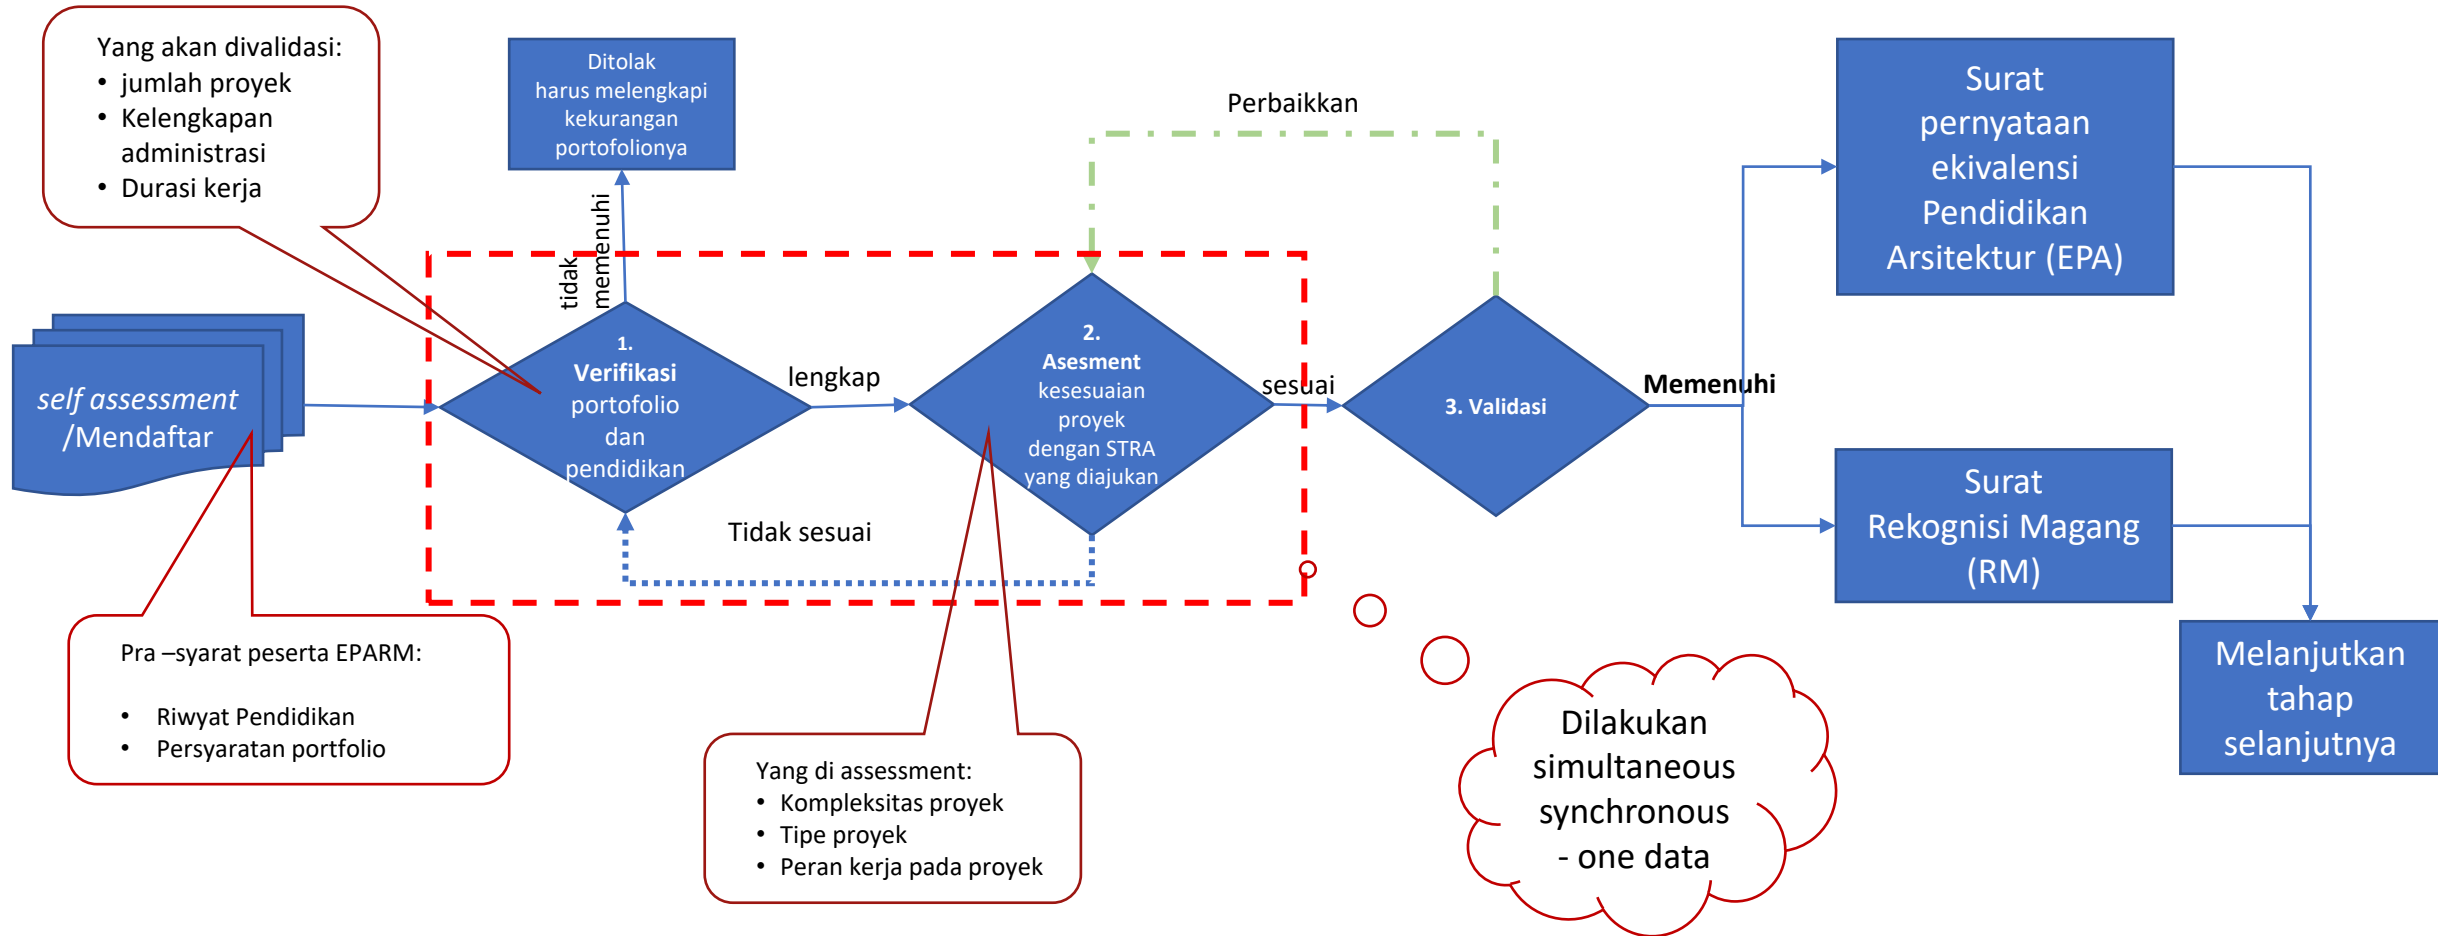 Yang akan divalidasi:
• jumlah proyek
• Kelengkapan
administrasi
• Durasi kerja
Ditolak
harus melengkapi
kekurangan
portofolionya
Perbaikkan
Surat
pernyataan
ekivalensi
Pendidikan
Arsitektur (EPA)
tidak
memenuhi
self assessment
/Mendaftar
1.
Verifikasi
portofolio
dan
pendidikan
lengkap
2.
Asesment
kesesuaian
proyek
dengan STRA
yang diajukan
sesuai
3. Validasi
Memenuhi
Tidak sesuai
Surat
Rekognisi Magang
(RM)
Pra –syarat peserta EPARM:
• Riwyat Pendidikan
• Persyaratan portfolio
Yang di assessment:
• Kompleksitas proyek
• Tipe proyek
• Peran kerja pada proyek
Dilakukan
simultaneous
synchronous
- one data
Melanjutkan
tahap
selanjutnya